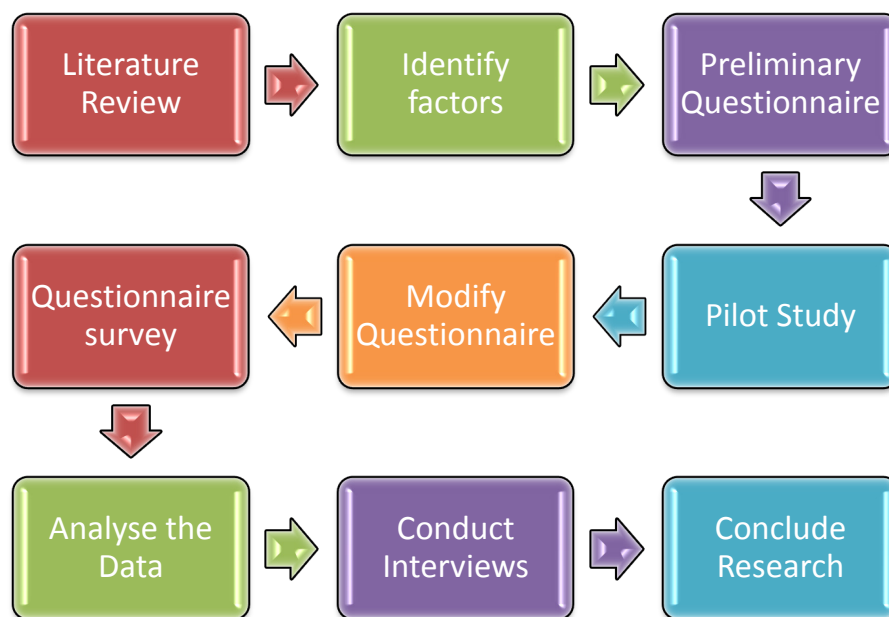 Literature
Review
Identify
factors
Preliminary
Questionnaire
Pilot Study
Modify
Questionnaire
Questionnaire
survey
Analyse the
Data
Conduct
Interviews
Conclude
Research